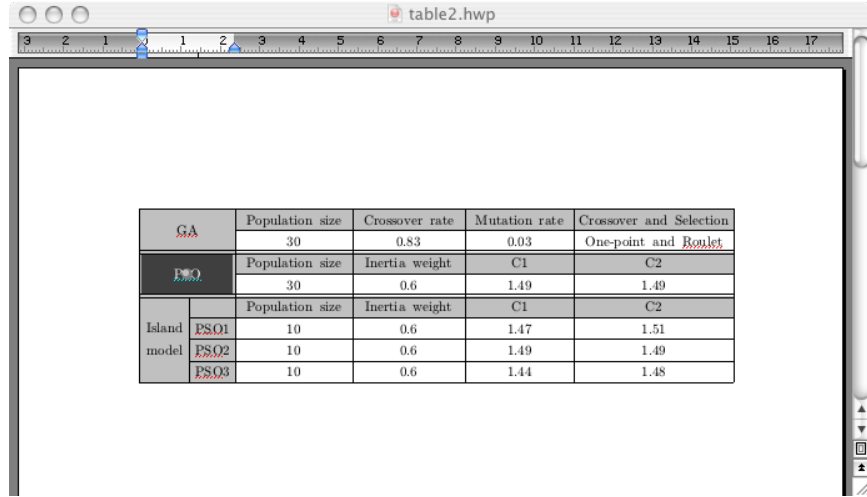 table2.hwp
3 2 1 0 1 2 3 4 5 6 7 8 9 10 11 12 13 14 15 16 17
GA Population size Crossover rate Mutation rate Crossover and Selection
30 0.83 0.03 One-point and Roulet
PSO Population size Inertia weight C1 C2
30 0.6 1.49 1.49
Island model Population size Inertia weight C1 C2
PSO1 10 0.6 1.47 1.51
PSO2 10 0.6 1.49 1.49
PSO3 10 0.6 1.44 1.48